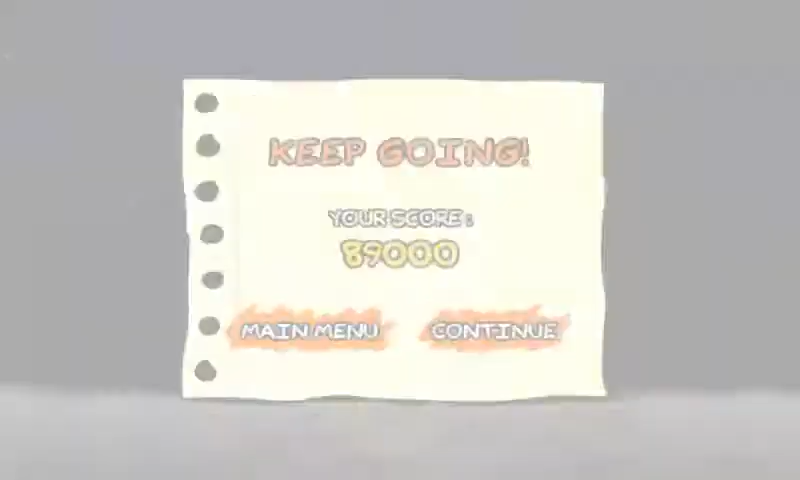 KEEP GOING!
YOUR SCORE:
89000
MAIN MENU
CONTINUE